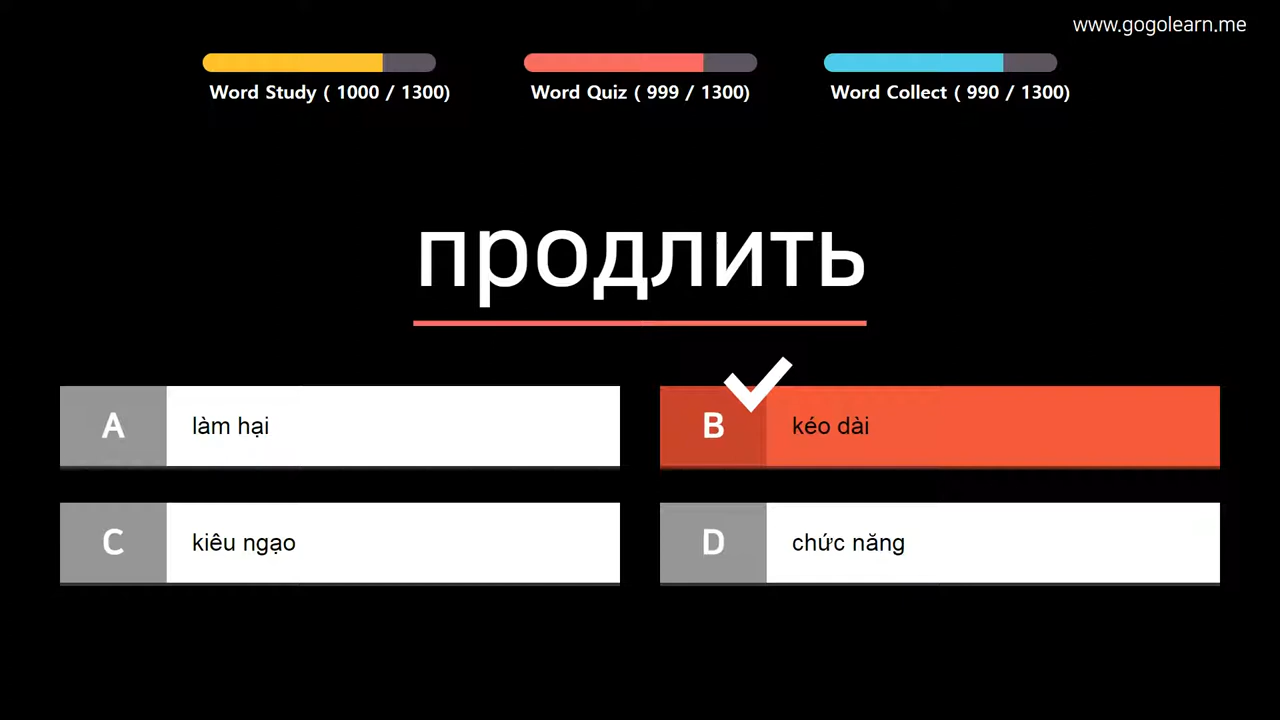 www.gogolearn.me
Word Study ( 1000 / 1300)
Word Quiz ( 999 / 1300)
Word Collect ( 990 / 1300)
продлить
A làm hại
B kéo dài
C kiêu ngạo
D chức năng